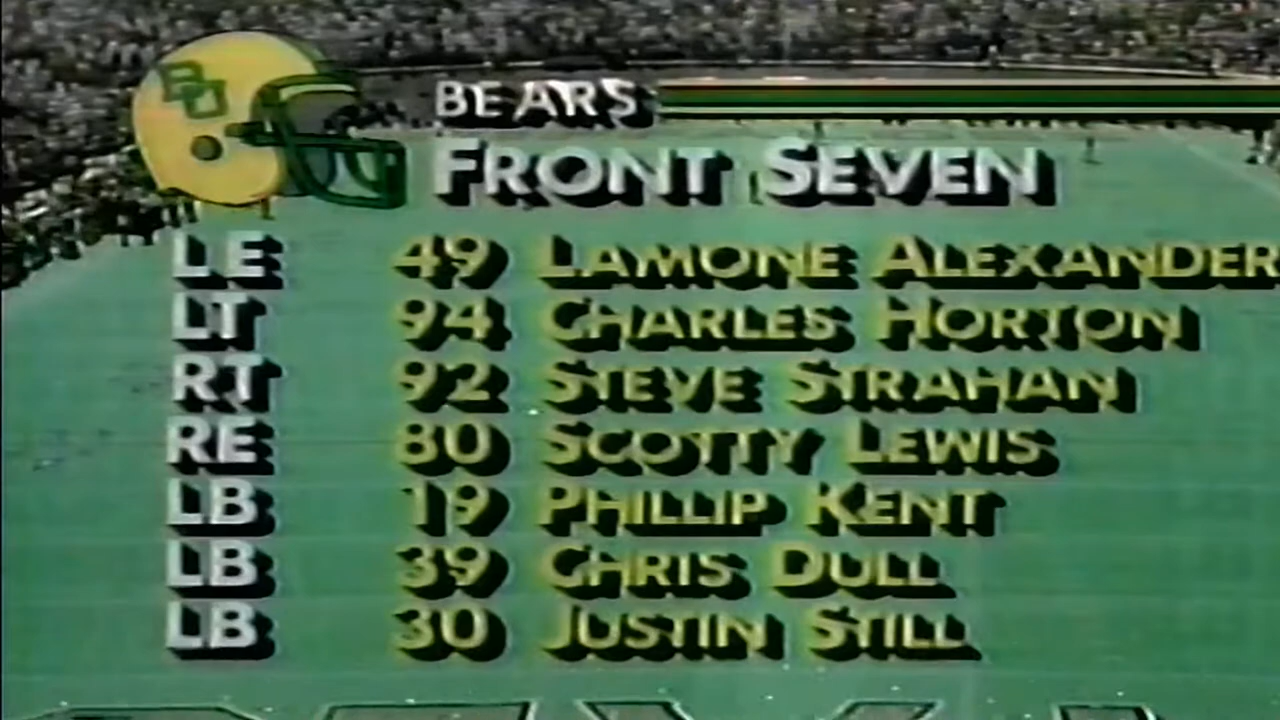 BU
BEARS
FRONT SEVEN
LE 49 LAMONE ALEXANDER
LT 94 CHARLES HORTON
RT 92 STEVE STRAHAN
RE 80 SCOTTY LEWIS
LB 19 PHILLIP KENT
LB 39 CHRIS DULL
LB 30 JUSTIN STILL